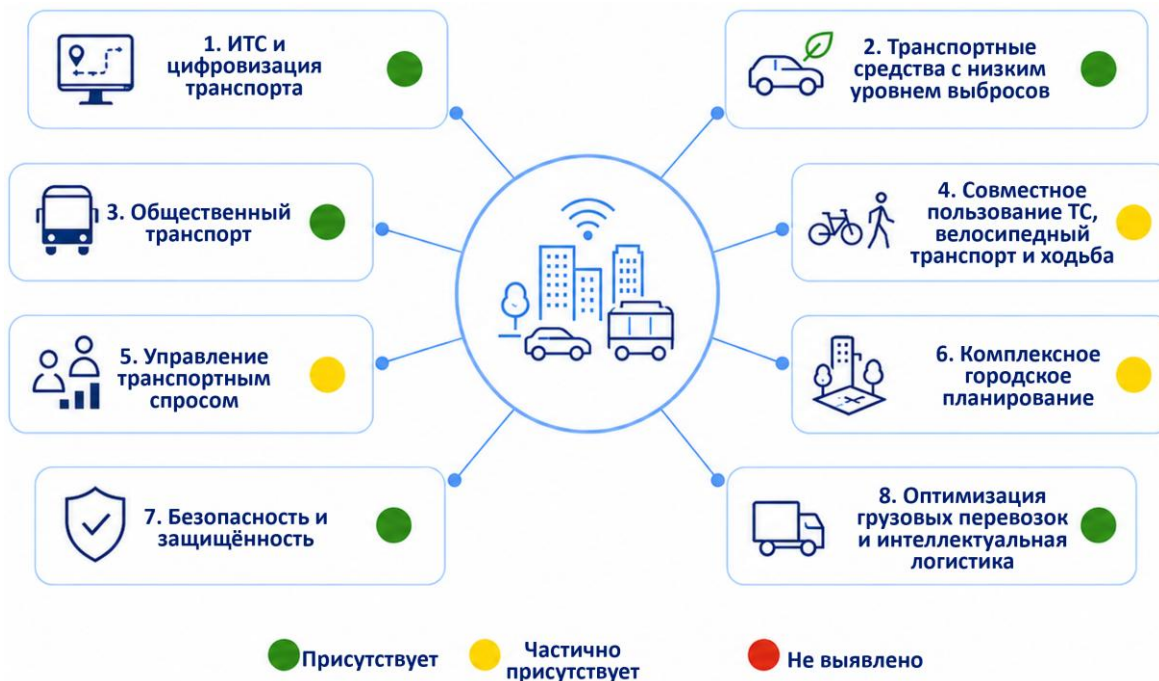 1. ИТС и
цифровизация
транспорта
2. Транспортные
средства с низким
уровнем выбросов
3. Общественный
транспорт
4. Совместное
пользование ТС,
велосипедный
транспорт и ходьба
5. Управление
транспортным
спросом
6. Комплексное
городское
планирование
7. Безопасность и
защищённость
8. Оптимизация
грузовых перевозок
и интеллектуальная
логистика
Присутствует
Частично
присутствует
Не выявлено